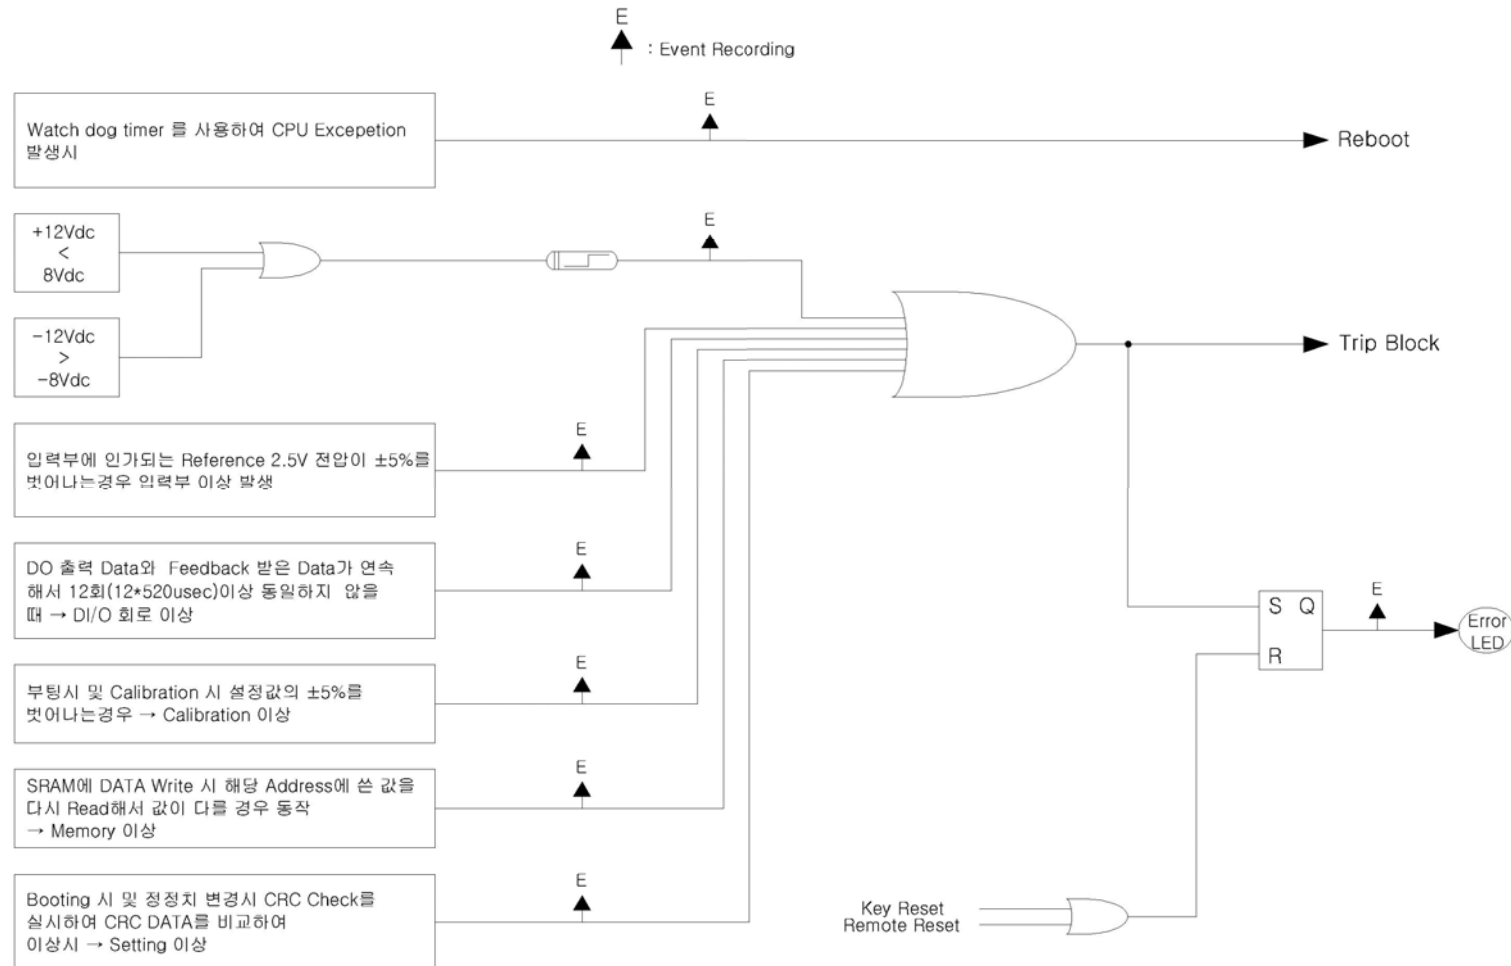 E
: Event Recording
E
Watch dog timer 를 사용하여 CPU Excepetion
발생시
Reboot
+12Vdc
<
8Vdc
E
-12Vdc
>
-8Vdc
Trip Block
E
입력부에 인가되는 Reference 2.5V 전압이 ±5%를
벗어나는경우 입력부 이상 발생
E
DO 출력 Data와 Feedback 받은 Data가 연속
해서 12회(12*520usec)이상 동일하지 않을
때 → DI/O 회로 이상
E
S Q
R
Error
LED
E
부팅시 및 Calibration 시 설정값의 ±5%를
벗어나는경우 → Calibration 이상
E
SRAM에 DATA Write 시 해당 Address에 쓴 값을
다시 Read해서 값이 다를 경우 동작
→ Memory 이상
E
Booting 시 및 정정치 변경시 CRC Check를
실시하여 CRC DATA를 비교하여
이상시 → Setting 이상
Key Reset
Remote Reset